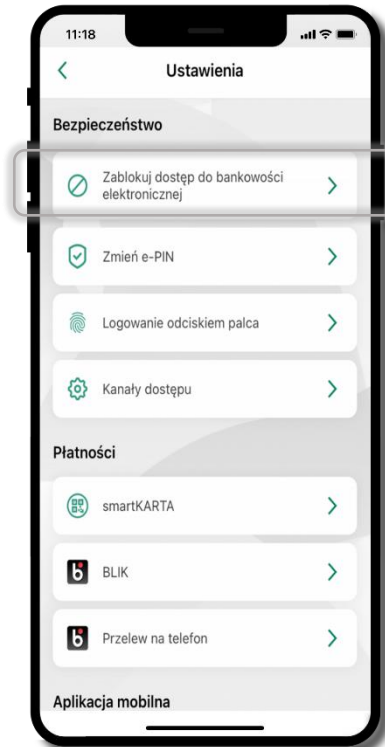 11:18
Ustawienia
Bezpieczeństwo
Zablokuj dostęp do bankowości
elektronicznej
Zmień e-PIN
Logowanie odciskiem palca
Kanały dostępu
Płatności
smartKARTA
BLIK
Przelew na telefon
Aplikacja mobilna